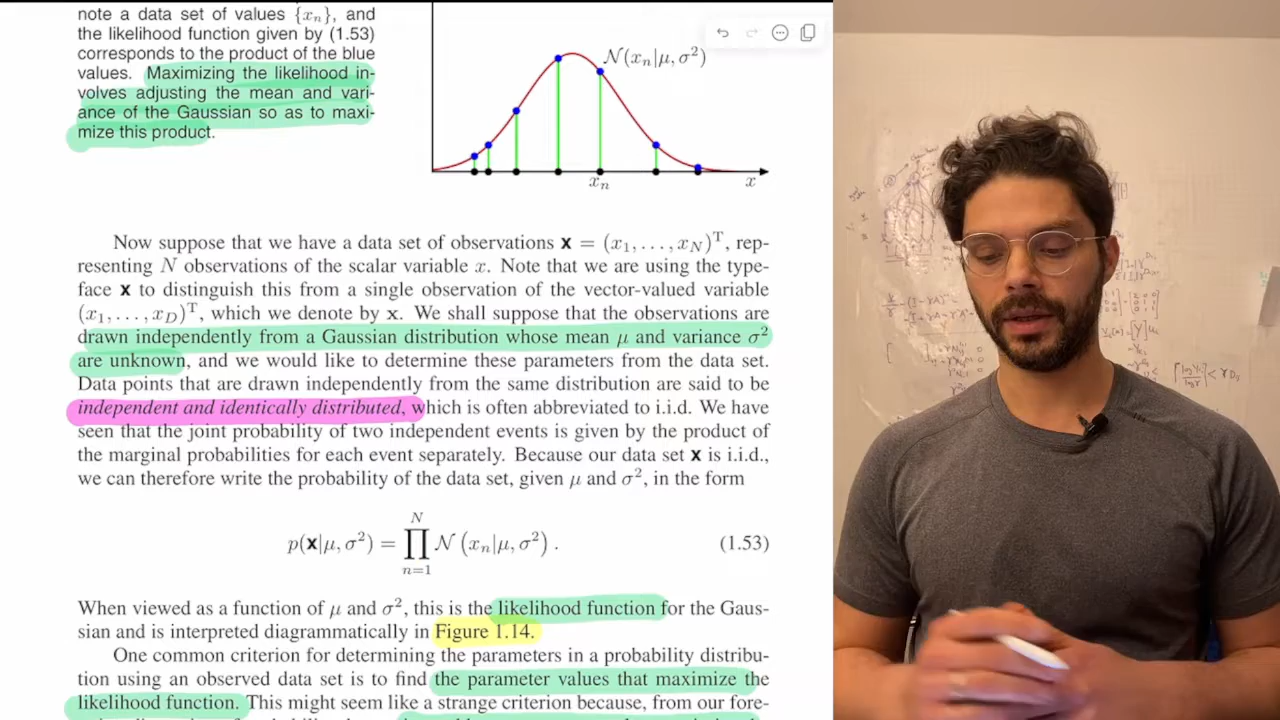 note a data set of values {xₙ}, and
the likelihood function given by (1.53)
corresponds to the product of the blue
values. Maximizing the likelihood in-
volves adjusting the mean and vari-
ance of the Gaussian so as to maxi-
mize this product.
𝒩(xₙ|μ, σ²)
xₙ
x
Now suppose that we have a data set of observations 𝘅 = (x₁, . . . , x_N)ᵀ, rep-
resenting N observations of the scalar variable x. Note that we are using the type-
face 𝘅 to distinguish this from a single observation of the vector-valued variable
(x₁, . . . , x_D)ᵀ, which we denote by x. We shall suppose that the observations are
drawn independently from a Gaussian distribution whose mean μ and variance σ²
are unknown, and we would like to determine these parameters from the data set.
Data points that are drawn independently from the same distribution are said to be
independent and identically distributed, which is often abbreviated to i.i.d. We have
seen that the joint probability of two independent events is given by the product of
the marginal probabilities for each event separately. Because our data set 𝘅 is i.i.d.,
we can therefore write the probability of the data set, given μ and σ², in the form
p(𝘅|μ, σ²) = ∏ₙ₌₁ᴺ 𝒩(xₙ|μ, σ²) . (1.53)
When viewed as a function of μ and σ², this is the likelihood function for the Gaus-
sian and is interpreted diagrammatically in Figure 1.14.
One common criterion for determining the parameters in a probability distribu-
tion using an observed data set is to find the parameter values that maximize the
likelihood function. This might seem like a strange criterion because, from our fore-